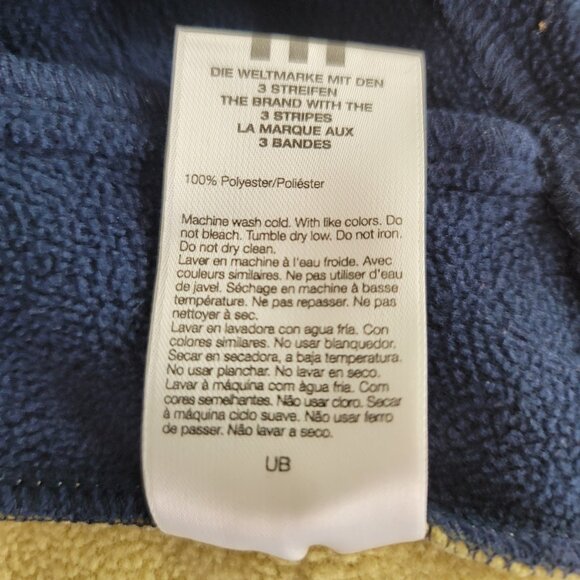 DIE WELTMARKE MIT DEN
3 STREIFEN
THE BRAND WITH THE
3 STRIPES
LA MARQUE AUX
3 BANDES
100% Polyester/Poliéster
Machine wash cold. With like colors. Do
not bleach. Tumble dry low. Do not iron.
Do not dry clean.
Laver en machine à l'eau froide. Avec
couleurs similaires. Ne pas utiliser d'eau
de javel. Séchage en machine à basse
température. Ne pas repasser. Ne pas
nettoyer à sec.
Lavar en lavadora con agua fría. Con
colores similares. No usar blanquedor.
Secar en secadora, a baja temperatura.
No usar planchar. No lavar en seco.
Lavar à máquina com àgua fria. Com
cores semelhantes. Não usar cloro. Secar
á máquina ciclo suave. Não usar ferro
de passer. Não lavar a seco.
UB